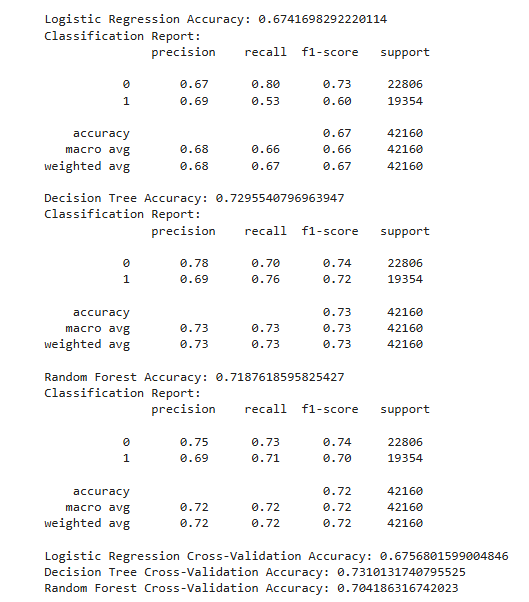 Logistic Regression Accuracy: 0.6741698292220114
Classification Report:
precision recall f1-score support
0 0.67 0.80 0.73 22806
1 0.69 0.53 0.60 19354
accuracy 0.67 42160
macro avg 0.68 0.66 0.66 42160
weighted avg 0.68 0.67 0.67 42160
Decision Tree Accuracy: 0.7295540796963947
Classification Report:
precision recall f1-score support
0 0.78 0.70 0.74 22806
1 0.69 0.76 0.72 19354
accuracy 0.73 42160
macro avg 0.73 0.73 0.73 42160
weighted avg 0.73 0.73 0.73 42160
Random Forest Accuracy: 0.7187618595825427
Classification Report:
precision recall f1-score support
0 0.75 0.73 0.74 22806
1 0.69 0.71 0.70 19354
accuracy 0.72 42160
macro avg 0.72 0.72 0.72 42160
weighted avg 0.72 0.72 0.72 42160
Logistic Regression Cross-Validation Accuracy: 0.6756801599004846
Decision Tree Cross-Validation Accuracy: 0.7310131740795525
Random Forest Cross-Validation Accuracy: 0.704186316742023